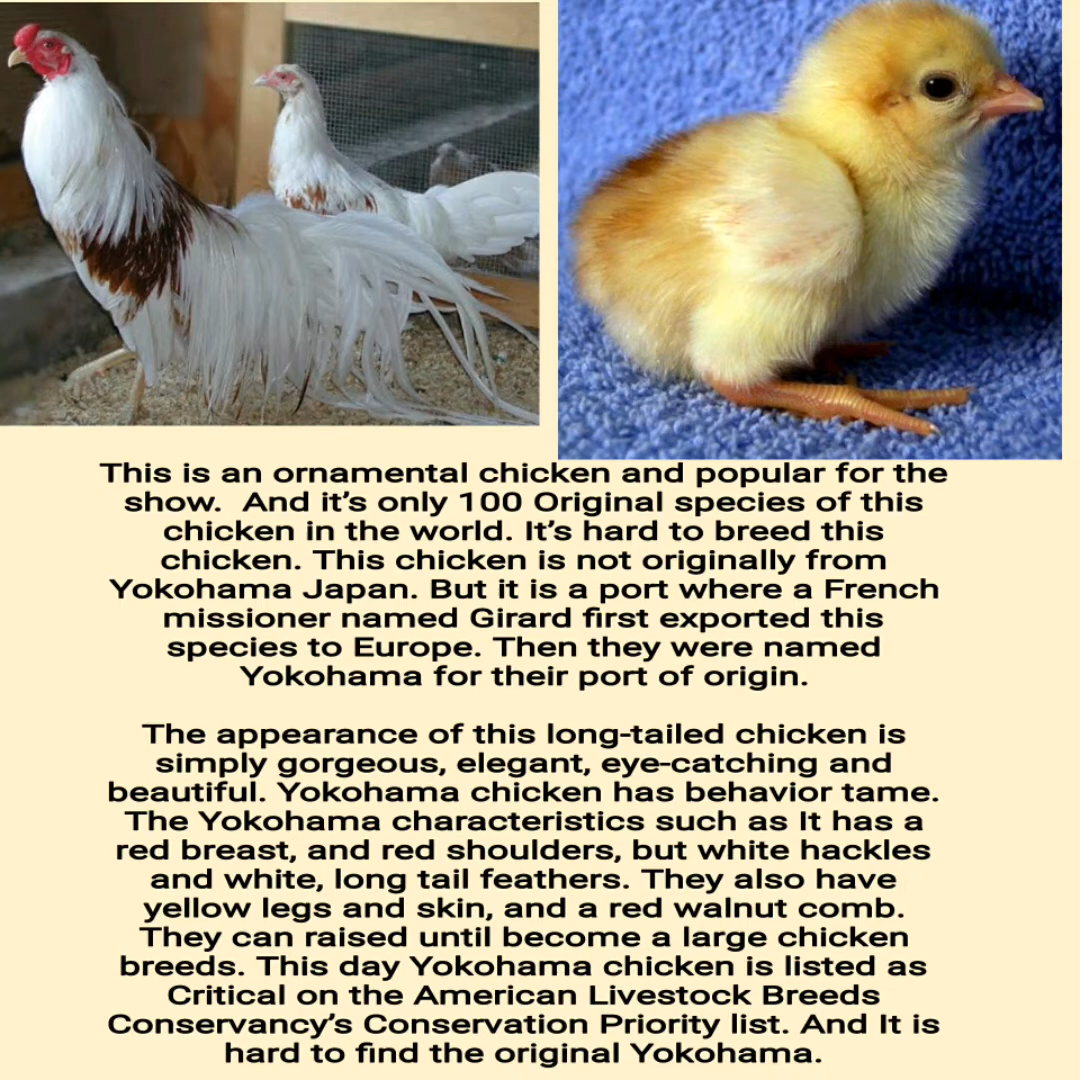 This is an ornamental chicken and popular for the
show.  And it’s only 100 Original species of this
chicken in the world. It’s hard to breed this
chicken. This chicken is not originally from
Yokohama Japan. But it is a port where a French
missioner named Girard first exported this
species to Europe. Then they were named
Yokohama for their port of origin.

The appearance of this long-tailed chicken is
simply gorgeous, elegant, eye-catching and
beautiful. Yokohama chicken has behavior tame.
The Yokohama characteristics such as It has a
red breast, and red shoulders, but white hackles
and white, long tail feathers. They also have
yellow legs and skin, and a red walnut comb.
They can raised until become a large chicken
breeds. This day Yokohama chicken is listed as
Critical on the American Livestock Breeds
Conservancy’s Conservation Priority list. And It is
hard to find the original Yokohama.